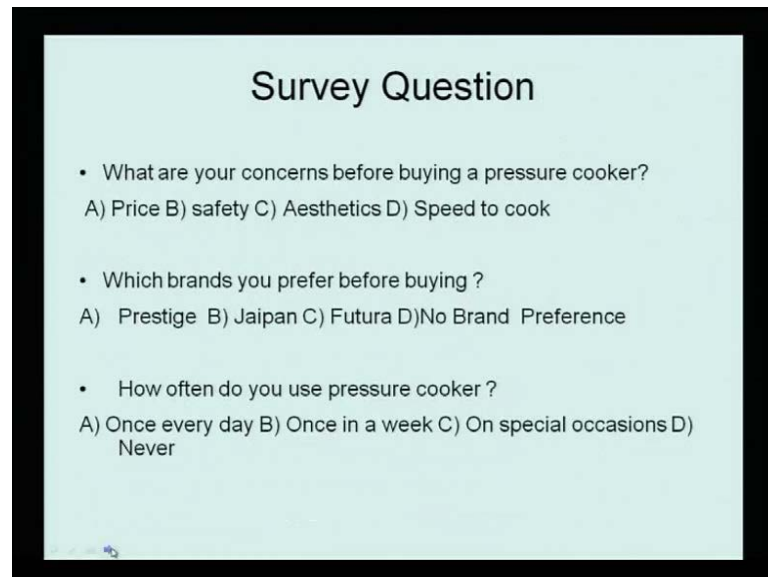 Survey Question
• What are your concerns before buying a pressure cooker?
A) Price B) safety C) Aesthetics D) Speed to cook
• Which brands you prefer before buying ?
A) Prestige B) Jaipan C) Futura D)No Brand Preference
• How often do you use pressure cooker ?
A) Once every day B) Once in a week C) On special occasions D)
Never